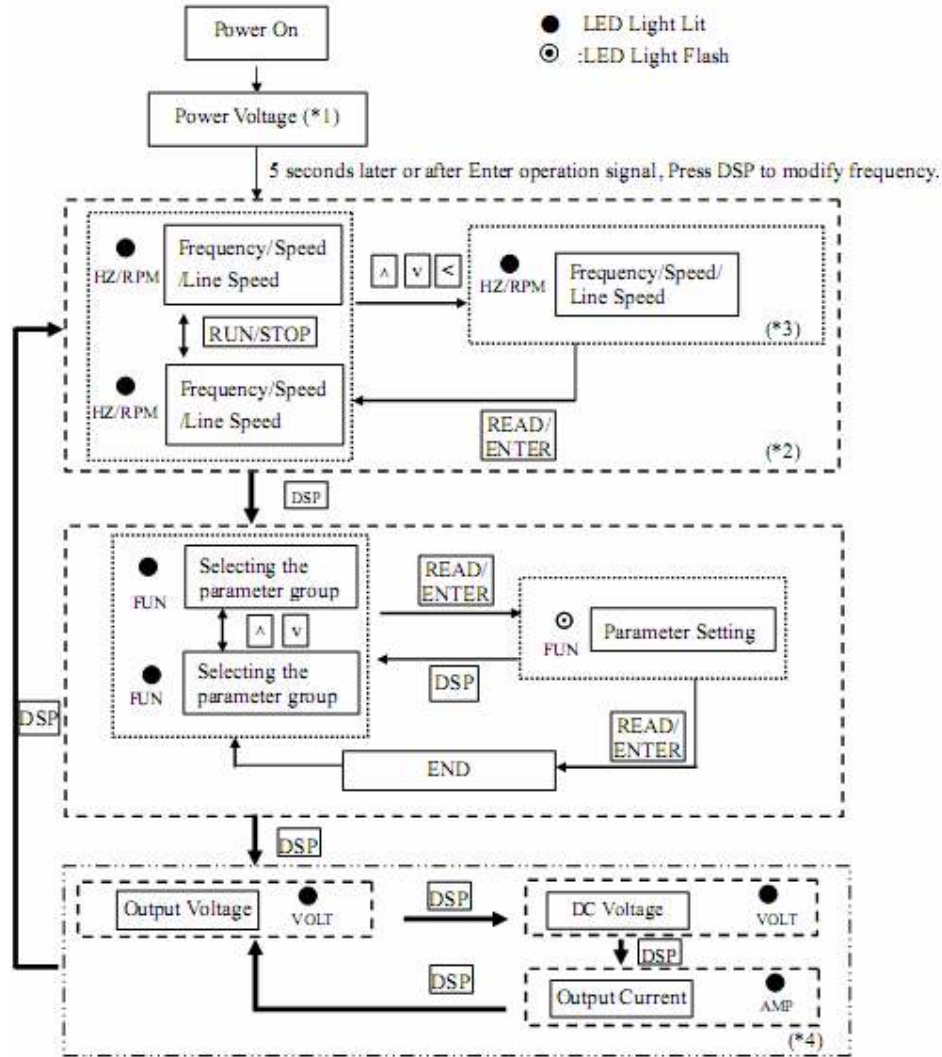 Power On
LED Light Lit
:LED Light Flash
Power Voltage (*1)
5 seconds later or after Enter operation signal, Press DSP to modify frequency.
HZ/RPM
Frequency/Speed
/Line Speed
^ v <
HZ/RPM
Frequency/Speed/
Line Speed
(*3)
RUN/STOP
HZ/RPM
Frequency/Speed
/Line Speed
READ/
ENTER
(*2)
DSP
FUN
Selecting the
parameter group
READ/
ENTER
^ v
FUN
Parameter Setting
FUN
Selecting the
parameter group
DSP
DSP
READ/
ENTER
END
DSP
Output Voltage
VOLT
DSP
DC Voltage
VOLT
DSP
DSP
Output Current
AMP
(*4)